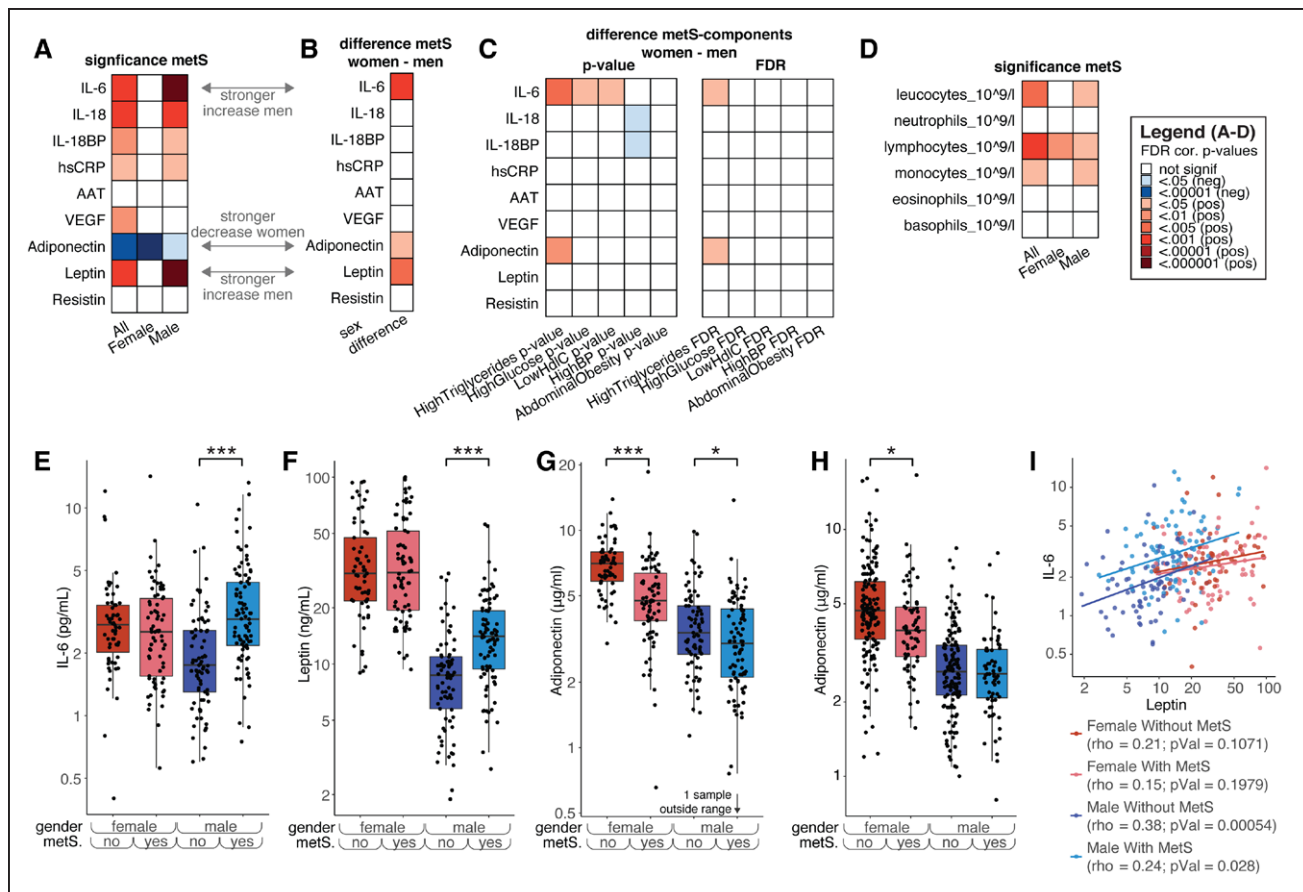 A
signficance metS
IL-6
IL-18
IL-18BP
hsCRP
AAT
VEGF
Adiponectin
Leptin
Resistin
All
Female
Male
stronger
increase men
stronger
decrease women
stronger
increase men
B
difference metS
women - men
IL-6
IL-18
IL-18BP
hsCRP
AAT
VEGF
Adiponectin
Leptin
Resistin
sex
difference
C
difference metS-components
women - men
p-value
FDR
IL-6
IL-18
IL-18BP
hsCRP
AAT
VEGF
Adiponectin
Leptin
Resistin
HighTriglycerides p-value
HighGlucose p-value
LowHdlC p-value
HighBP p-value
AbdominalObesity p-value
HighTriglycerides FDR
HighGlucose FDR
LowHdlC FDR
HighBP FDR
AbdominalObesity FDR
D
significance metS
leucocytes_10^9/l
neutrophils_10^9/l
lymphocytes_10^9/l
monocytes_10^9/l
eosinophils_10^9/l
basophils_10^9/l
All
Female
Male
Legend (A-D)
FDR cor. p-values
not signif
<.05 (neg)
<.00001 (neg)
<.05 (pos)
<.01 (pos)
<.005 (pos)
<.001 (pos)
<.00001 (pos)
<.000001 (pos)
E
***
IL-6 (pg/mL)
10
5
2
1
0.5
gender female male
metS. no yes no yes
F
***
Leptin (ng/ml)
100
50
20
10
5
2
gender female male
metS. no yes no yes
G
*** *
Adiponectin (µg/ml)
20
10
5
2
1
0.5
1 sample
outside range
gender female male
metS. no yes no yes
H
*
Adiponectin (µg/ml)
10
5
2
1
gender female male
metS. no yes no yes
I
IL-6
10
5
2
1
0.5
2 5 10 20 50 100
Leptin
Female Without MetS
(rho = 0.21; pVal = 0.1071)
Female With MetS
(rho = 0.15; pVal = 0.1979)
Male Without MetS
(rho = 0.38; pVal = 0.00054)
Male With MetS
(rho = 0.24; pVal = 0.028)